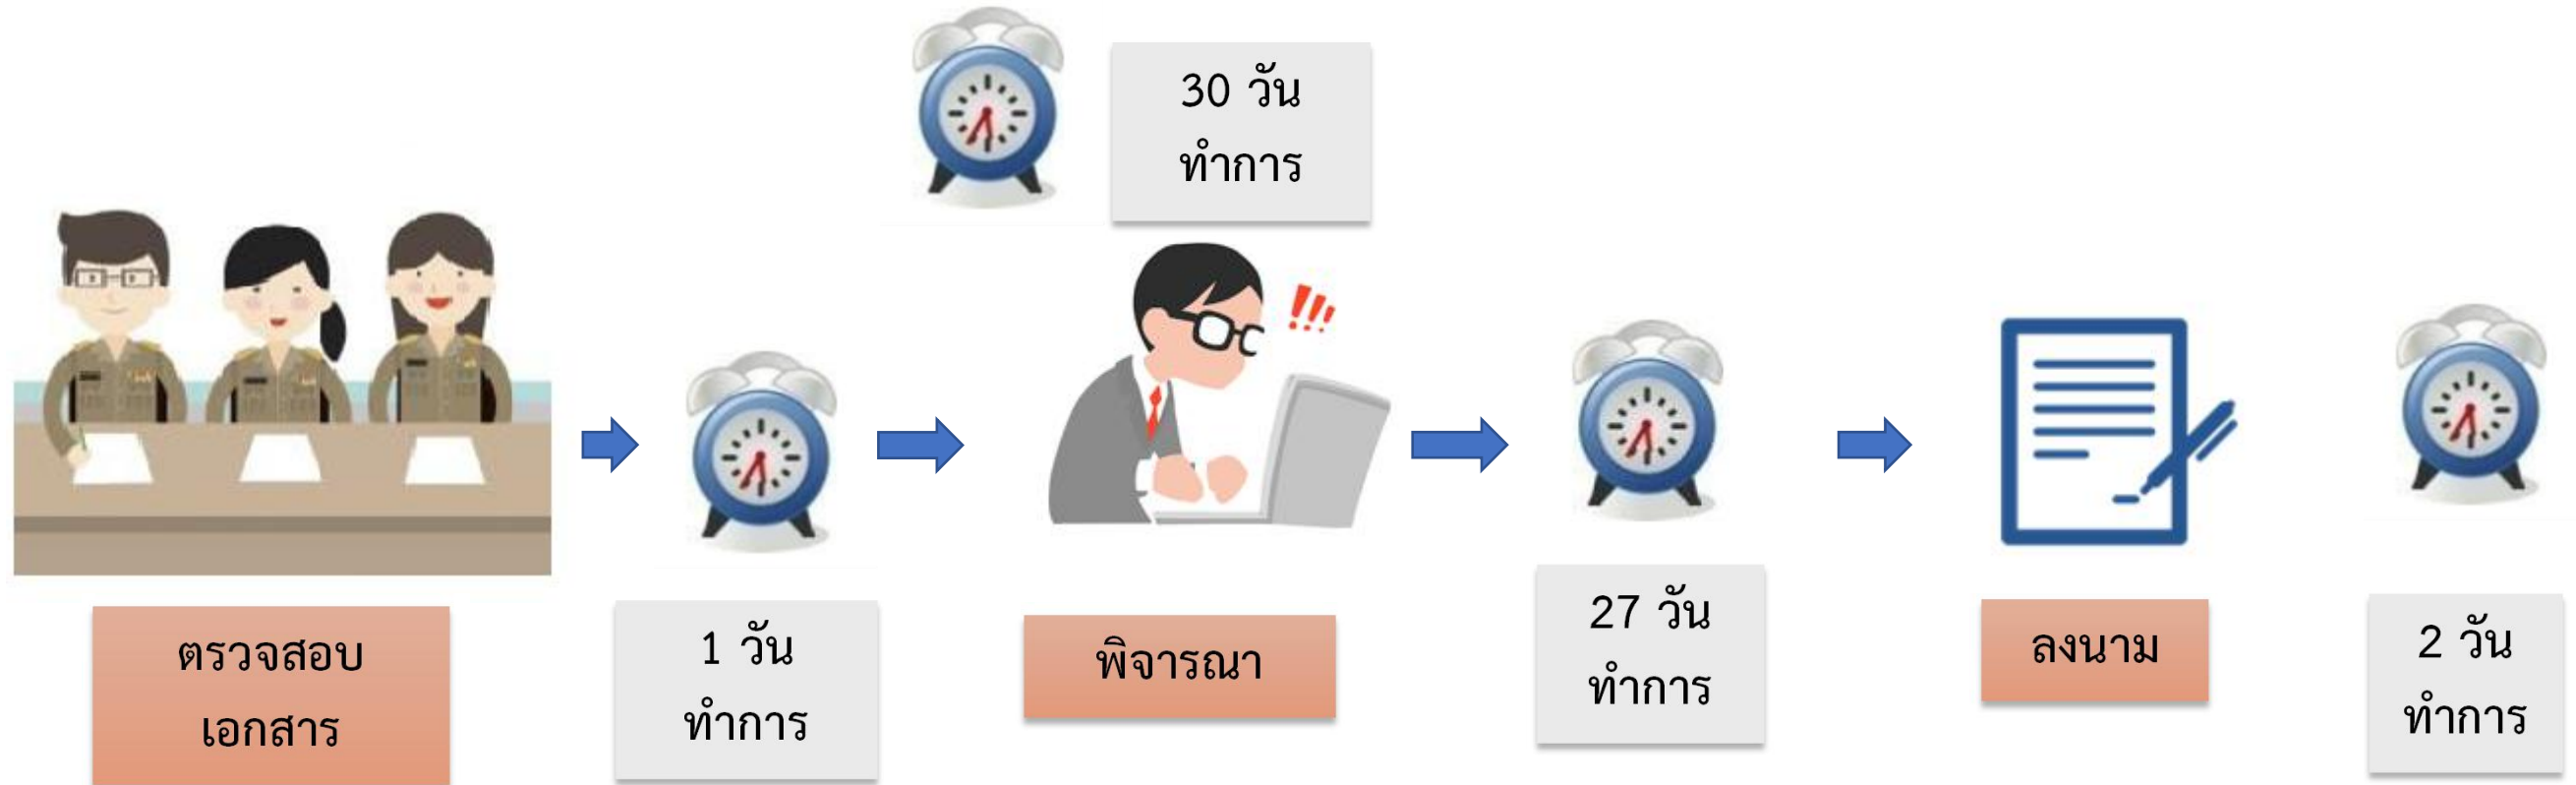 30 วัน
ทำการ
ตรวจสอบ
เอกสาร
1 วัน
ทำการ
พิจารณา
27 วัน
ทำการ
ลงนาม
2 วัน
ทำการ